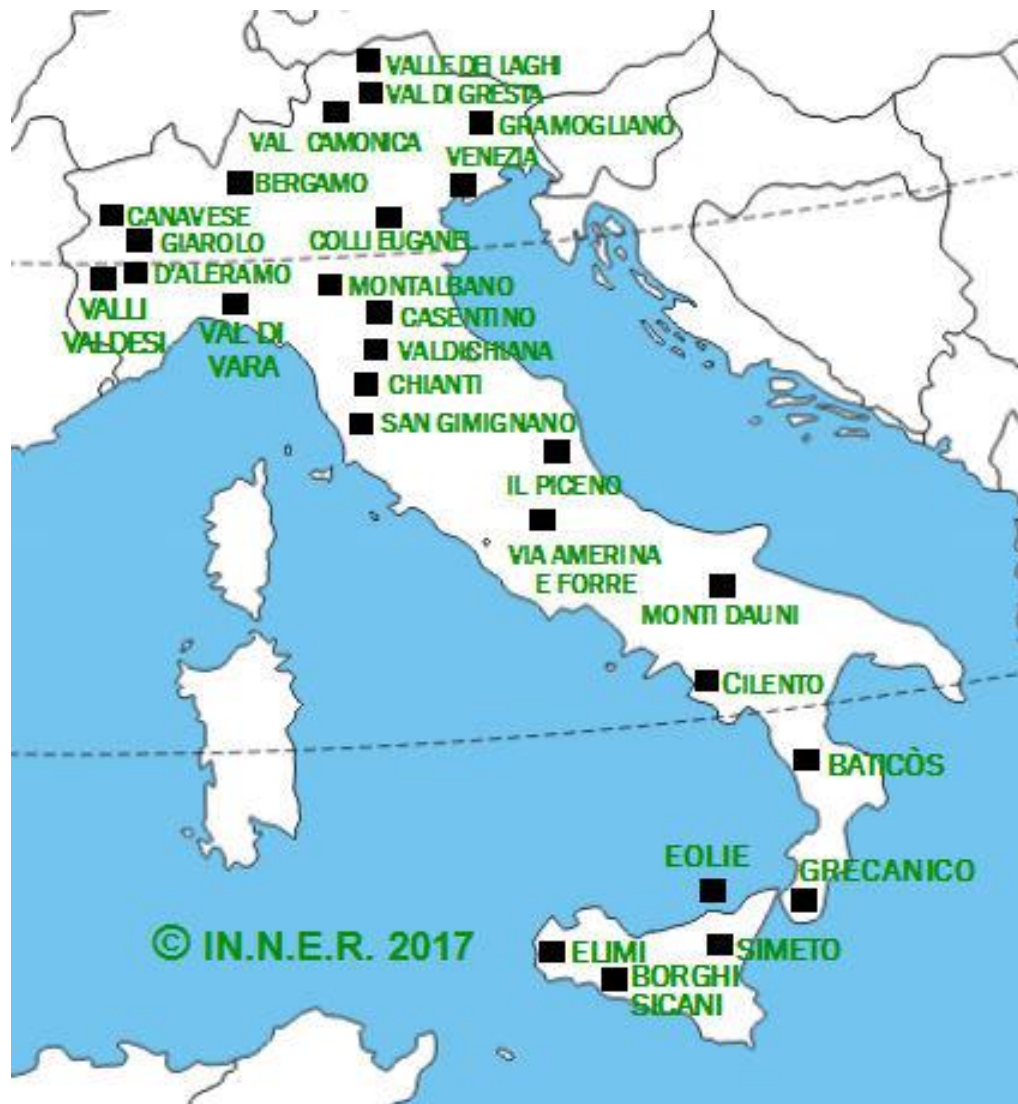 VALLE DEI LAGHI
VAL DI GRESTA
VAL CAMONICA
GRAMOGLIANO
VENEZIA
BERGAMO
CANAVESE
GIAROLO
COLLI EUGANEI
D'ALERAMO
MONTALBANO
VALLI
VALDESI
VAL DI
VARA
CASENTINO
VALDICHIANA
CHIANTI
SAN GIMIGNANO
IL PICENO
VIA AMERINA
E FORRE
MONTI DAUNI
CILENTO
BATICÒS
EOLIE
GRECANICO
© IN.N.E.R. 2017
ELIMI
SIMETO
BORGHI
SICANI